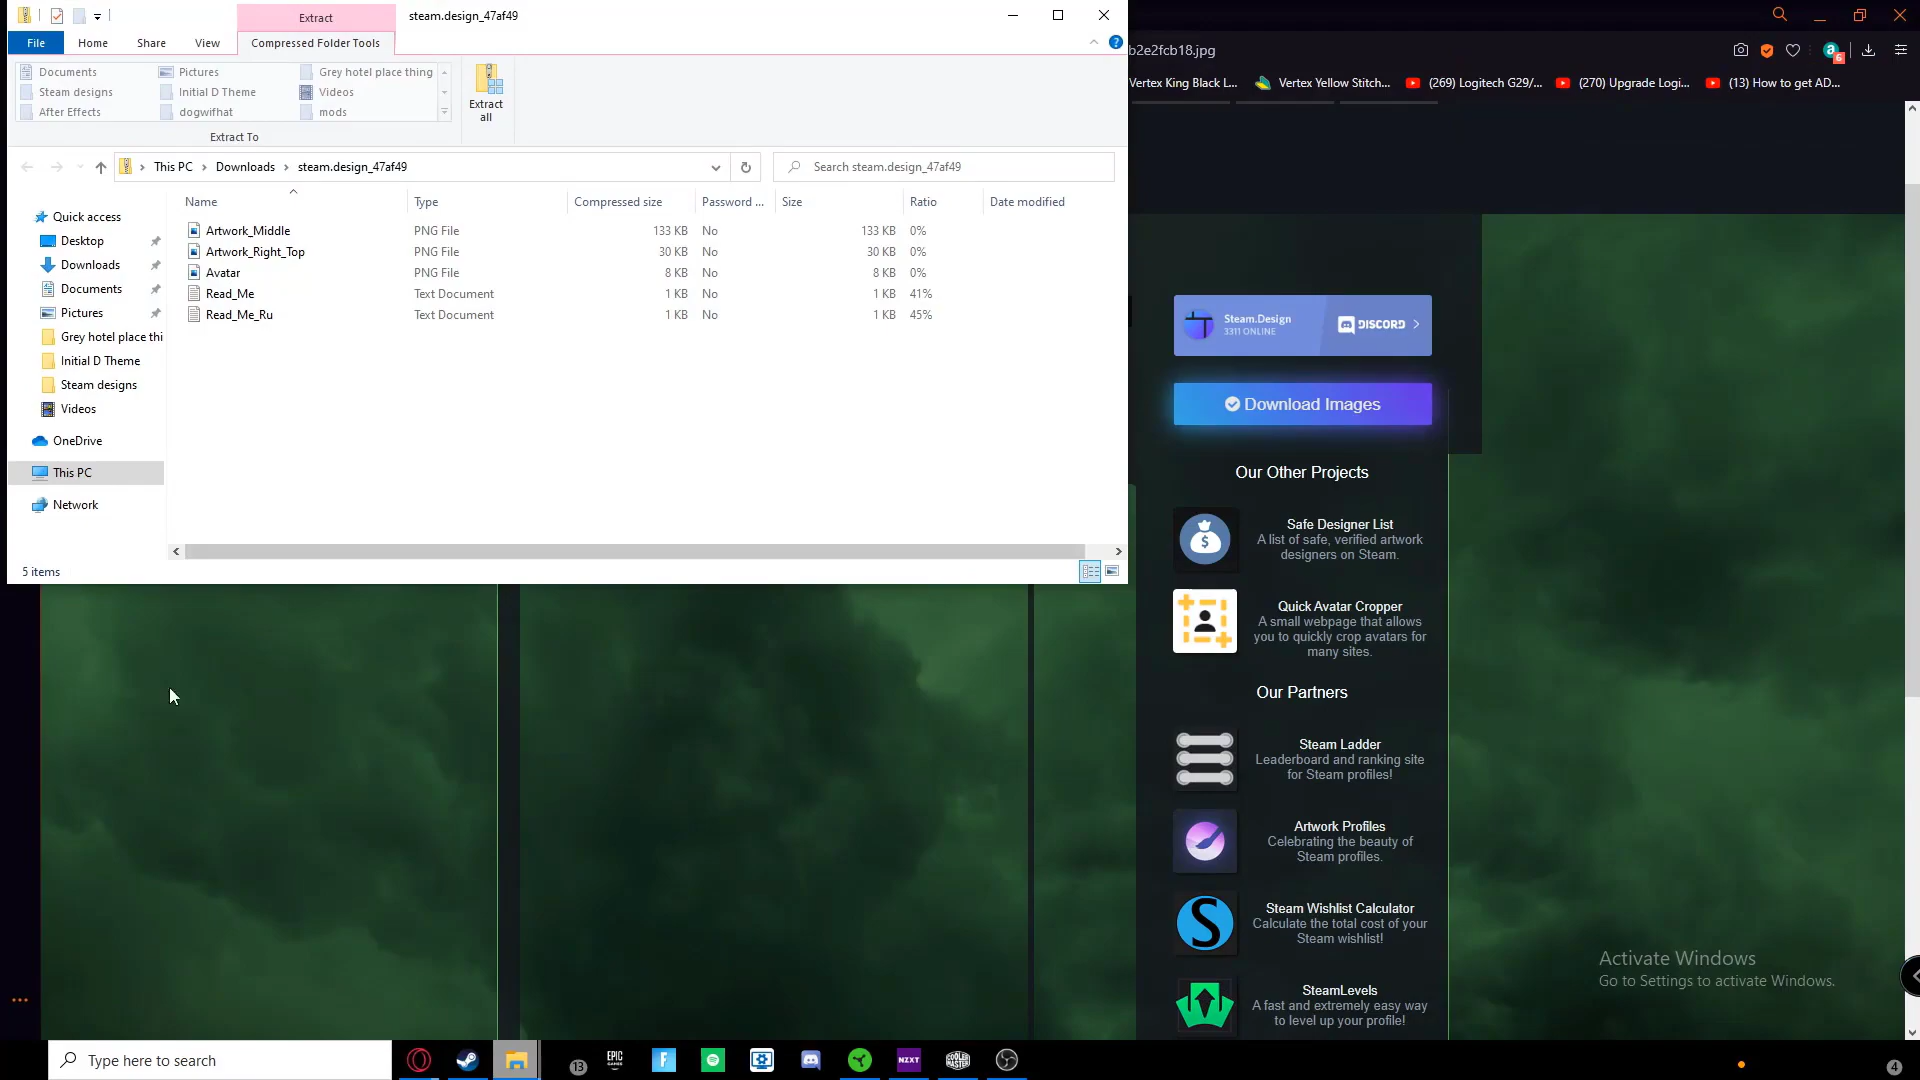 Extract
steam.design_47af49
File
Home
Share
View
Compressed Folder Tools
Documents
Pictures
Grey hotel place thing
Steam designs
Initial D Theme
Videos
After Effects
dogwifhat
mods
Extract To
Extract
all
This PC
Downloads
steam.design_47af49
Search steam.design_47af49
Name
Type
Compressed size
Password ...
Size
Ratio
Date modified
Artwork_Middle PNG File 133 KB No 133 KB 0%
Artwork_Right_Top PNG File 30 KB No 30 KB 0%
Avatar PNG File 8 KB No 8 KB 0%
Read_Me Text Document 1 KB No 1 KB 41%
Read_Me_Ru Text Document 1 KB No 1 KB 45%
Quick access
Desktop
Downloads
Documents
Pictures
Grey hotel place thi
Initial D Theme
Steam designs
Videos
OneDrive
This PC
Network
5 items
b2e2fcb18.jpg
6
Vertex King Black L...
Vertex Yellow Stitch...
(269) Logitech G29/...
(270) Upgrade Logi...
(13) How to get AD...
Steam.Design
3311 ONLINE
DISCORD
Download Images
Our Other Projects
Safe Designer List
A list of safe, verified artwork
designers on Steam.
Quick Avatar Cropper
A small webpage that allows
you to quickly crop avatars for
many sites.
Our Partners
Steam Ladder
Leaderboard and ranking site
for Steam profiles!
Artwork Profiles
Celebrating the beauty of
Steam profiles.
Steam Wishlist Calculator
Calculate the total cost of your
Steam wishlist!
SteamLevels
A fast and extremely easy way
to level up your profile!
Activate Windows
Go to Settings to activate Windows.
Type here to search
13
EPIC
GAMES
NZXT
COOLER
MASTER
4